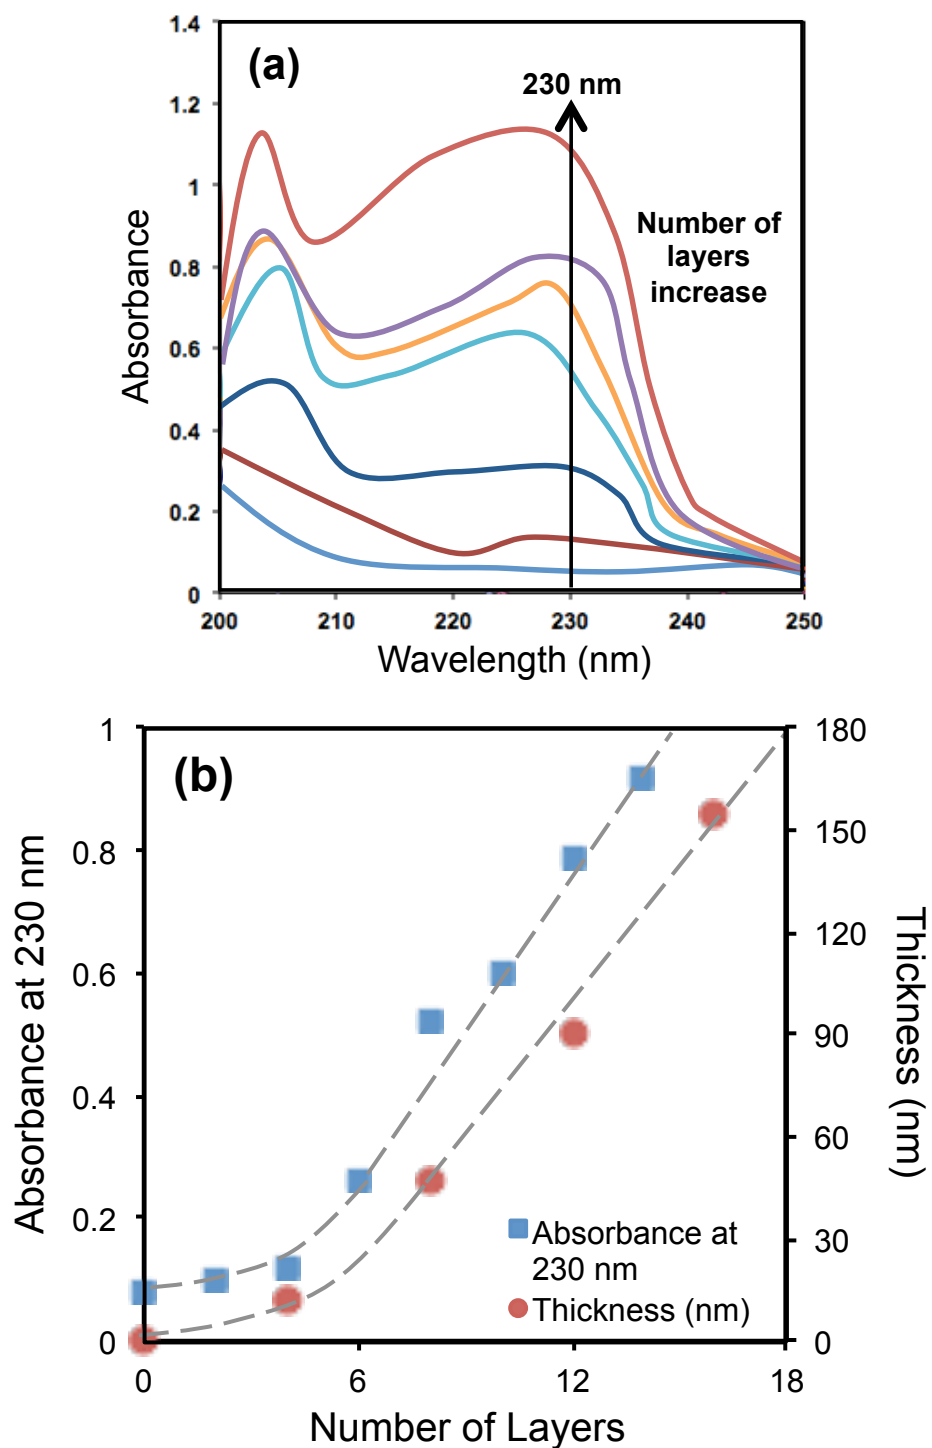 1.4
(a)
230 nm
1.2
1
Number of
layers
increase
0.8
0.6
0.4
0.2
0
Absorbance
200
210
220
230
240
250
Wavelength (nm)
1
180
(b)
150
0.8
120
0.6
90
0.4
60
0.2
30
0
0
Absorbance at 230 nm
Thickness (nm)
Absorbance at
230 nm
Thickness (nm)
0
6
12
18
Number of Layers